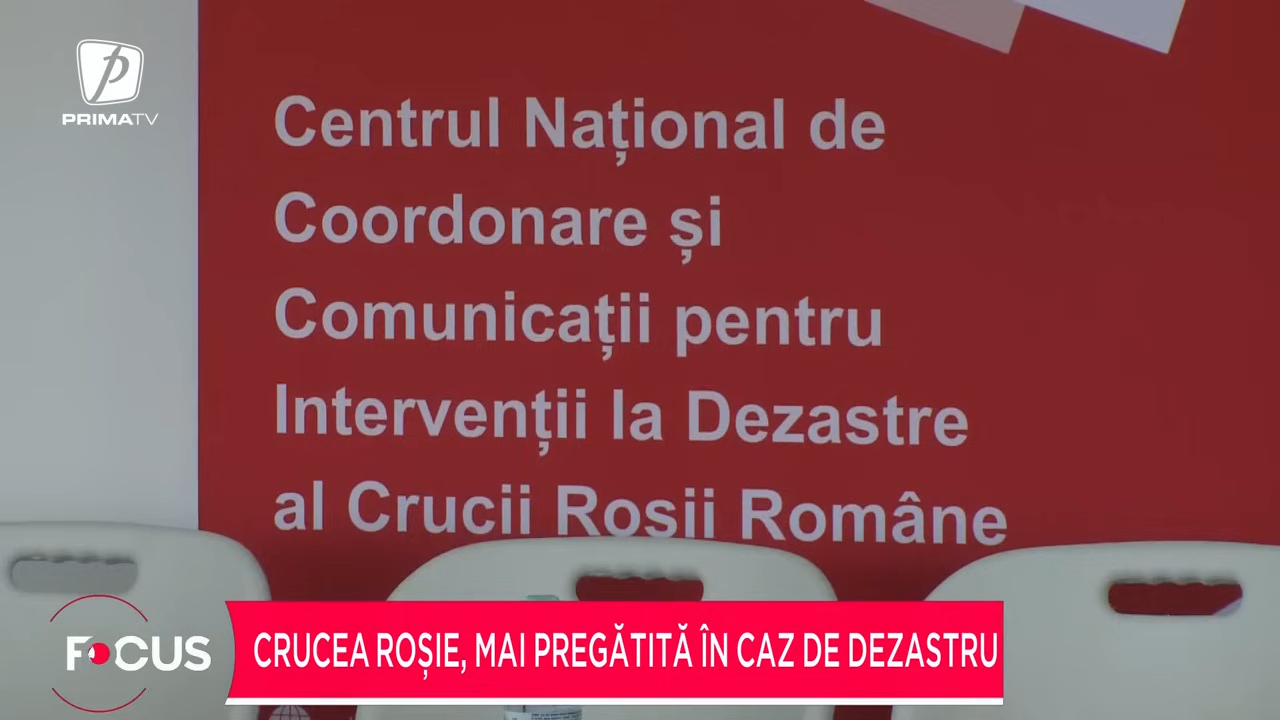 PRIMATV
Centrul Național de
Coordonare și
Comunicații pentru
Intervenții la Dezastre
al Crucii Roșii Române
FOCUS
CRUCEA ROȘIE, MAI PREGĂTITĂ ÎN CAZ DE DEZASTRU